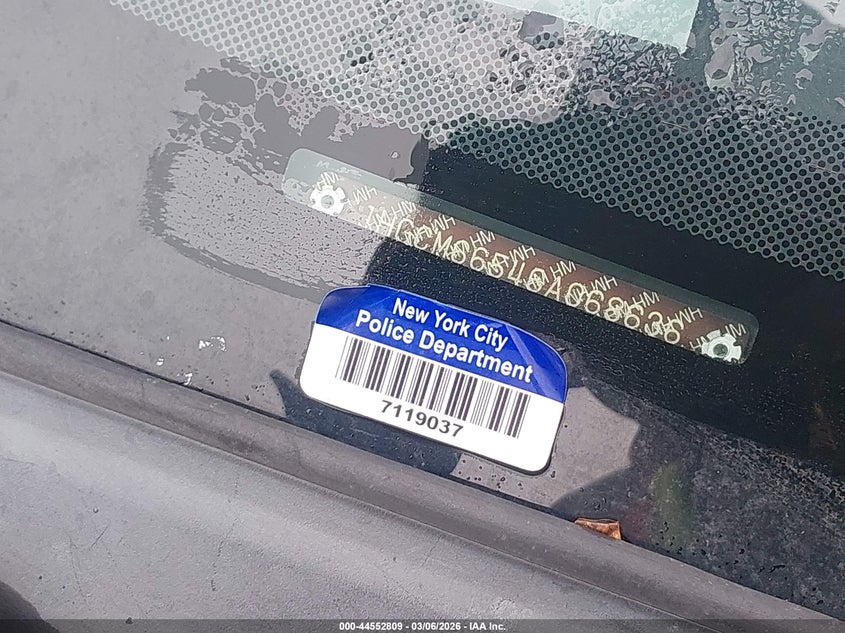 New York City
Police Department
7119037
000-44552809 - 03/06/2026 - IAA Inc.